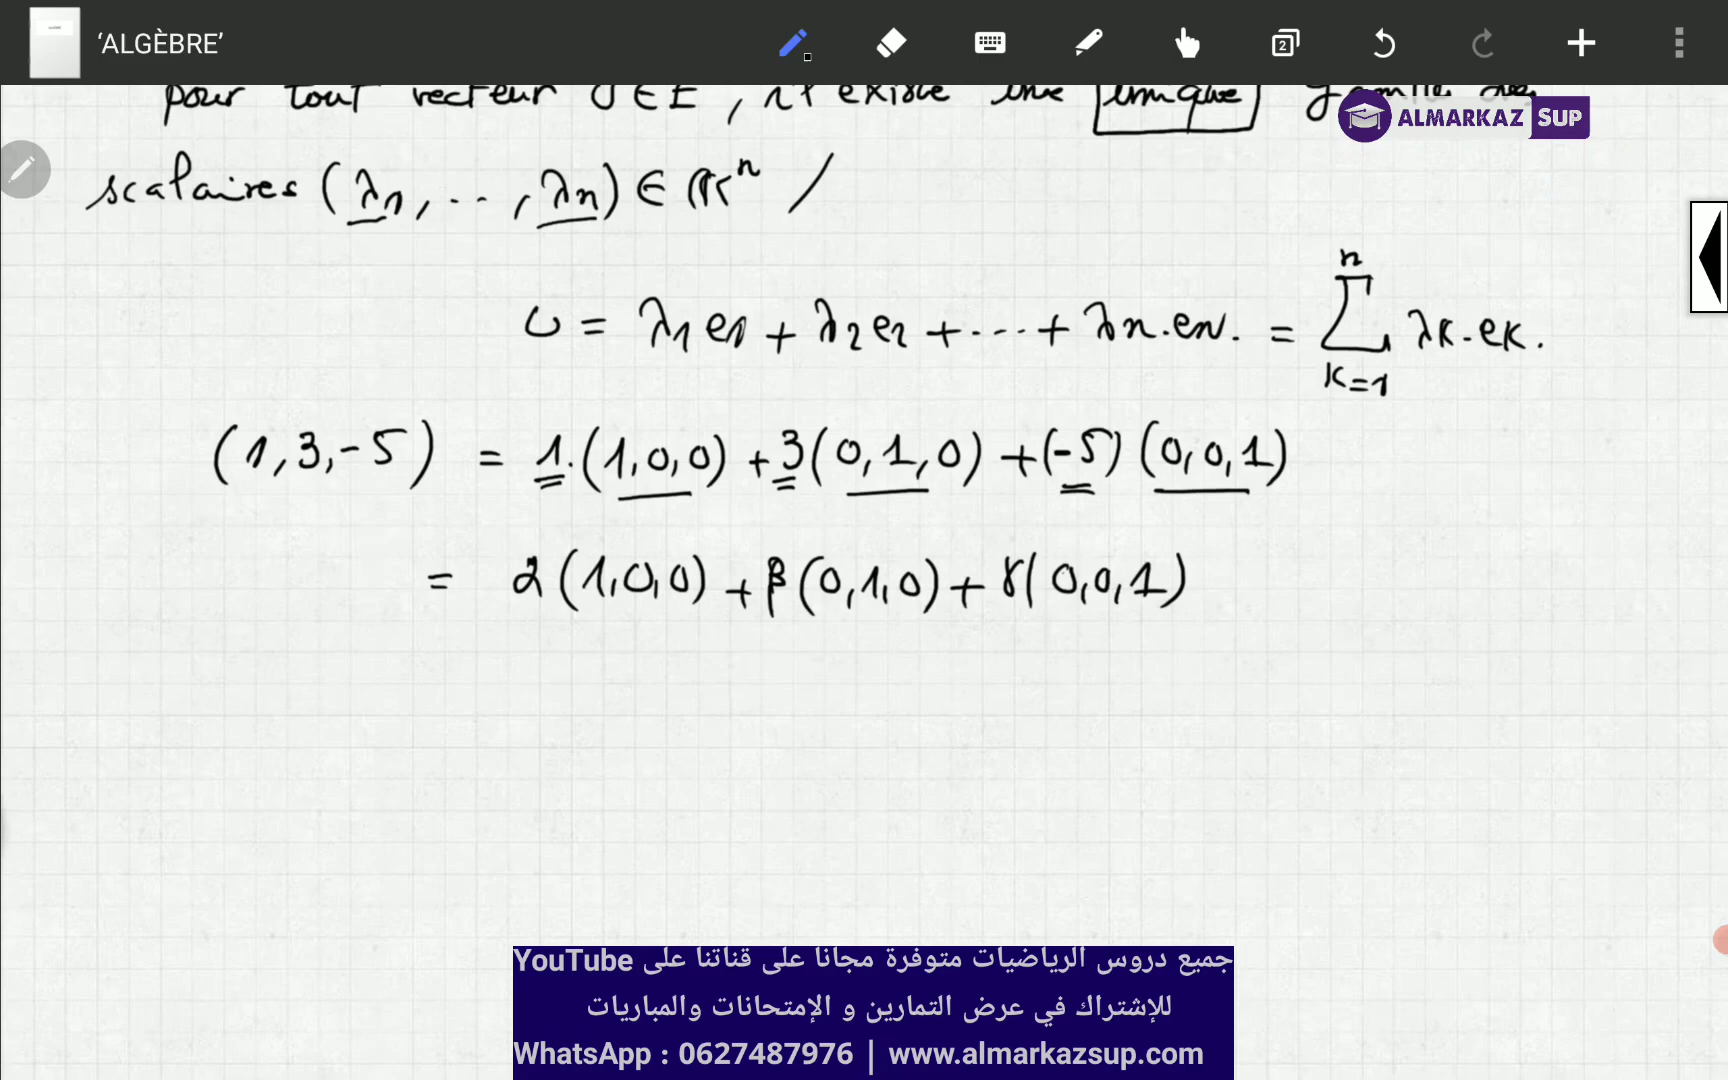 ‘ALGÈBRE’
2
pour tout vecteur U ∈ E, il existe une unique famille de
ALMARKAZ SUP
scalaires (λ1, ..., λn) ∈ ℝⁿ /
U = λ1 e1 + λ2 e2 + ... + λn.en. = ∑ₖ₌₁ⁿ λk.ek.
(1,3,-5) = 1.(1,0,0) + 3(0,1,0) + (-5)(0,0,1)
= α(1,0,0) + β(0,1,0) + γ(0,0,1)
جميع دروس الرياضيات متوفرة مجانا على قناتنا على YouTube
للإشتراك في عرض التمارين و الإمتحانات والمباريات
WhatsApp : 0627487976 | www.almarkazsup.com